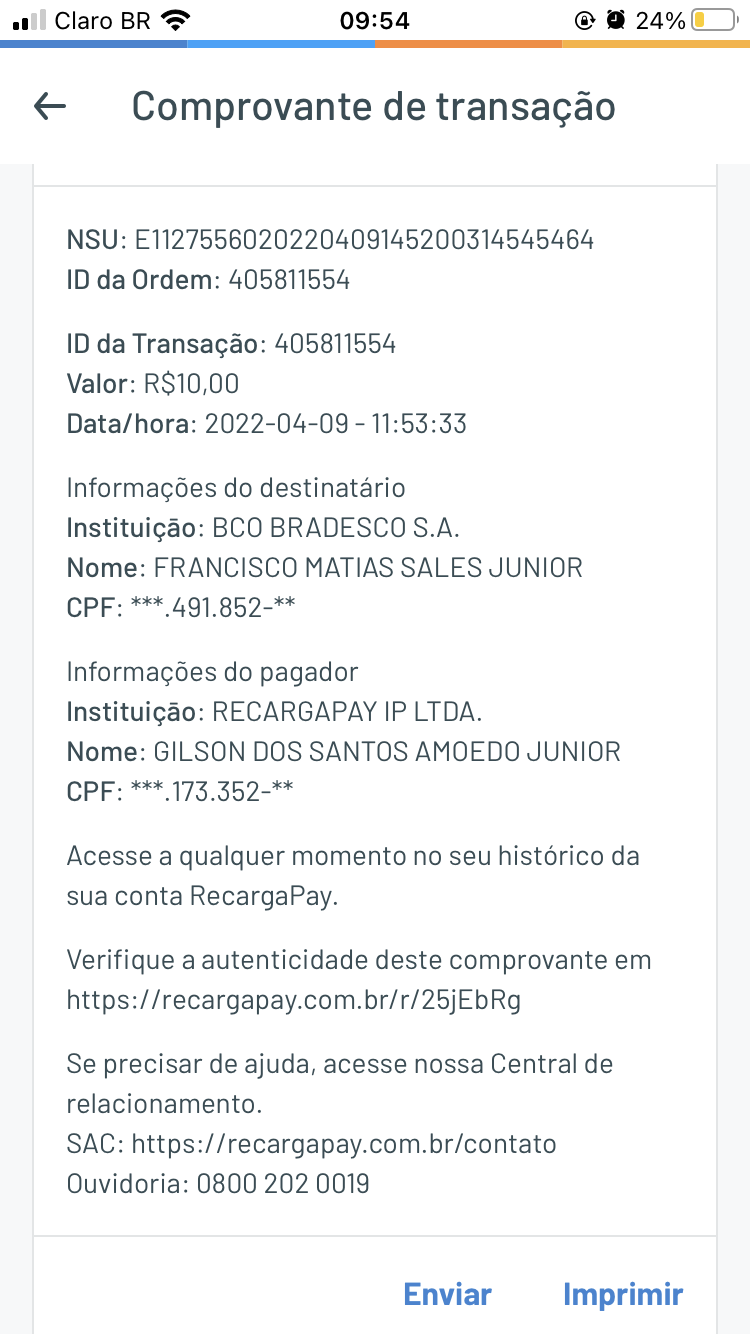 Claro BR
09:54
24%
Comprovante de transação
NSU: E11275560202204091452003145​45464
ID da Ordem: 405811554
ID da Transação: 405811554
Valor: R$10,00
Data/hora: 2022-04-09 - 11:53:33
Informações do destinatário
Instituição: BCO BRADESCO S.A.
Nome: FRANCISCO MATIAS SALES JUNIOR
CPF: ***.491.852-**
Informações do pagador
Instituição: RECARGAPAY IP LTDA.
Nome: GILSON DOS SANTOS AMOEDO JUNIOR
CPF: ***.173.352-**
Acesse a qualquer momento no seu histórico da
sua conta RecargaPay.
Verifique a autenticidade deste comprovante em
https://recargapay.com.br/r/25jEbRg
Se precisar de ajuda, acesse nossa Central de
relacionamento.
SAC: https://recargapay.com.br/contato
Ouvidoria: 0800 202 0019
Enviar
Imprimir